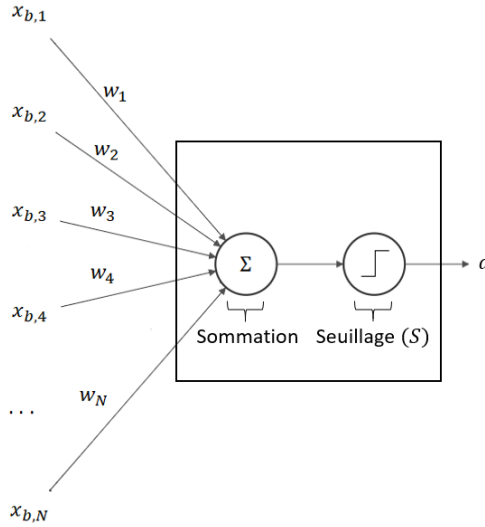 x_{b,1}
w_1
x_{b,2}
w_2
x_{b,3}
w_3
w_4
Σ
x_{b,4}
Sommation
Seuillage (S)
w_N
...
x_{b,N}